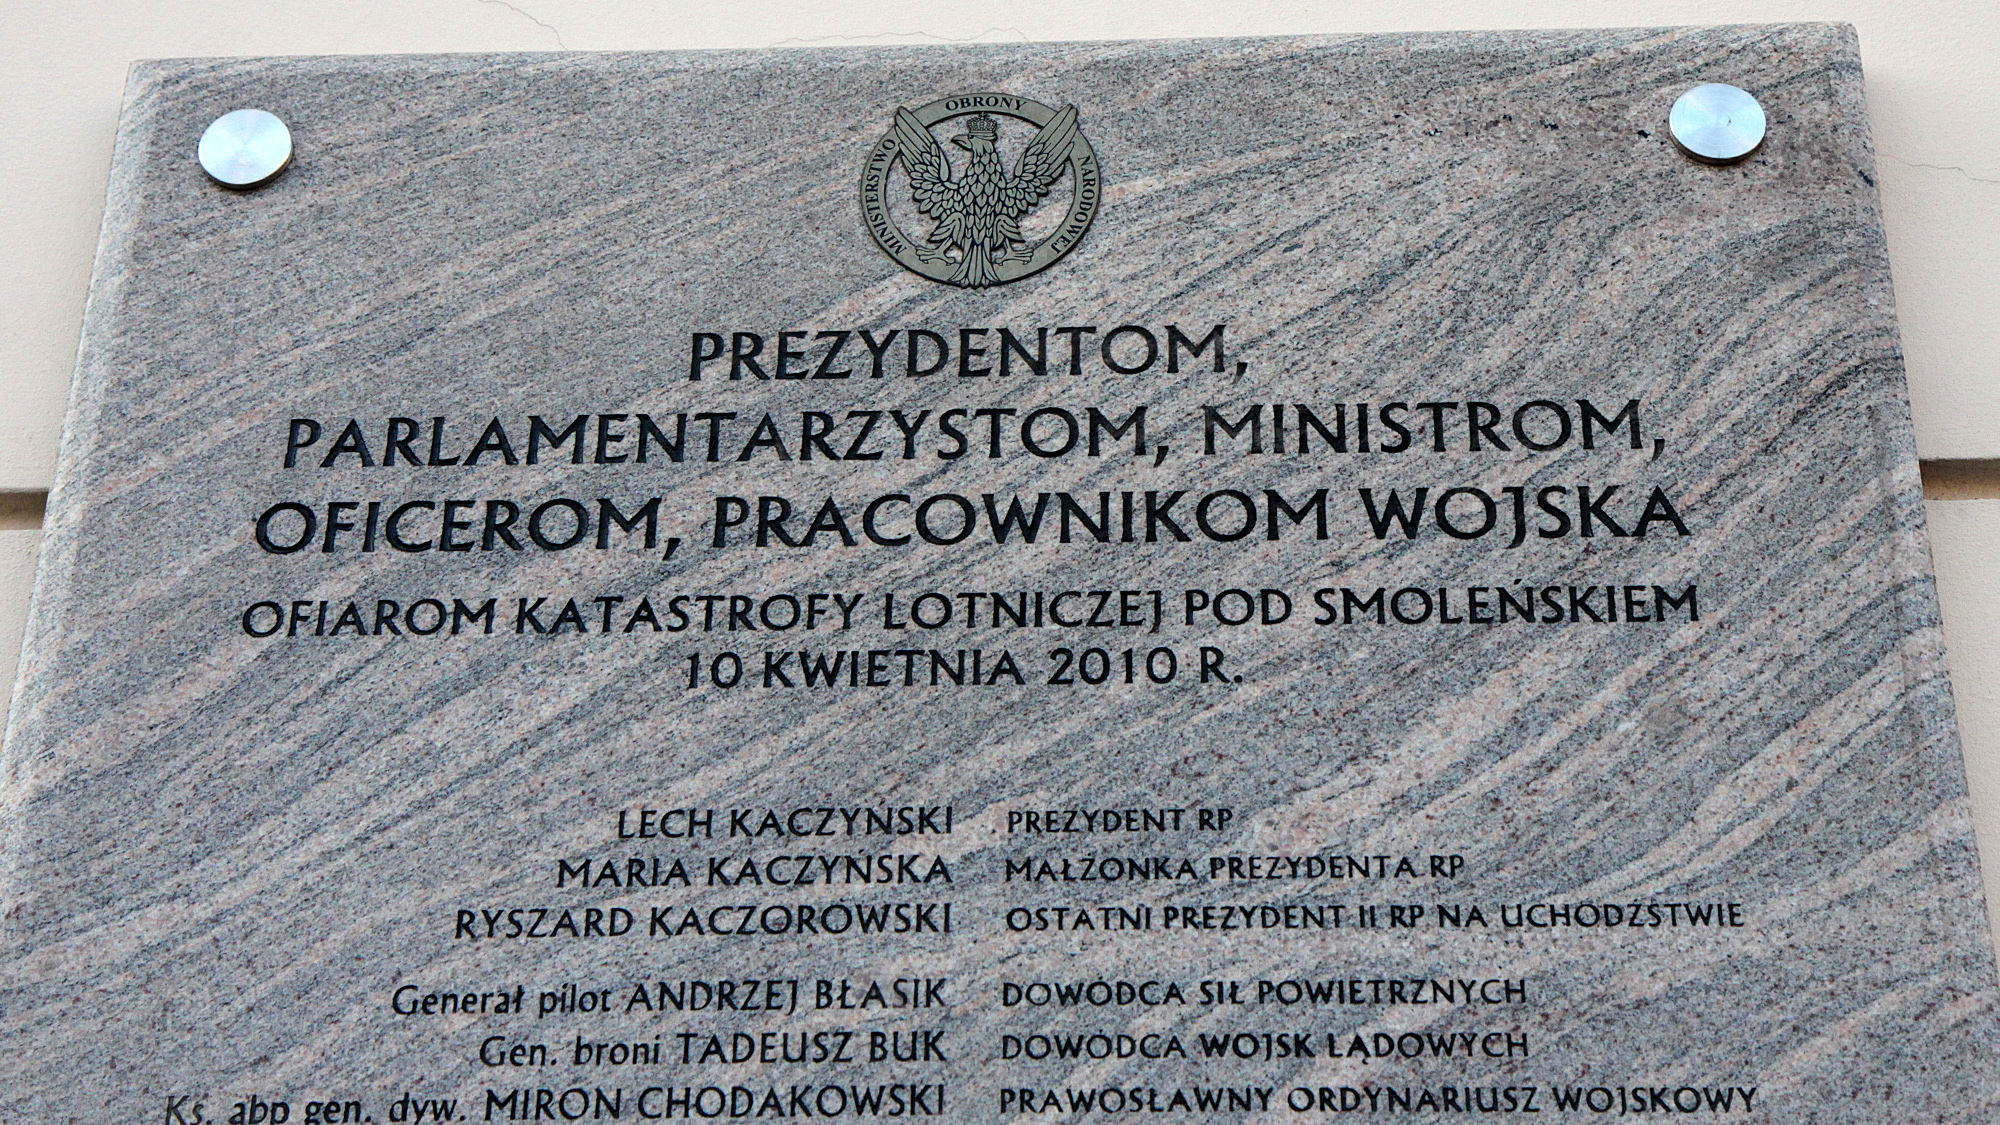 MINISTERSTWO OBRONY NARODOWEJ
PREZYDENTOM,
PARLAMENTARZYSTOM, MINISTROM,
OFICEROM, PRACOWNIKOM WOJSKA
OFIAROM KATASTROFY LOTNICZEJ POD SMOLEŃSKIEM
10 KWIETNIA 2010 R.
LECH KACZYŃSKI PREZYDENT RP
MARIA KACZYŃSKA MAŁŻONKA PREZYDENTA RP
RYSZARD KACZOROWSKI OSTATNI PREZYDENT II RP NA UCHODŹSTWIE
Generał pilot ANDRZEJ BŁASIK DOWÓDCA SIŁ POWIETRZNYCH
Gen. broni TADEUSZ BUK DOWÓDCA WOJSK LĄDOWYCH
Ks. abp gen. dyw. MIRON CHODAKOWSKI PRAWOSŁAWNY ORDYNARIUSZ WOJSKOWY